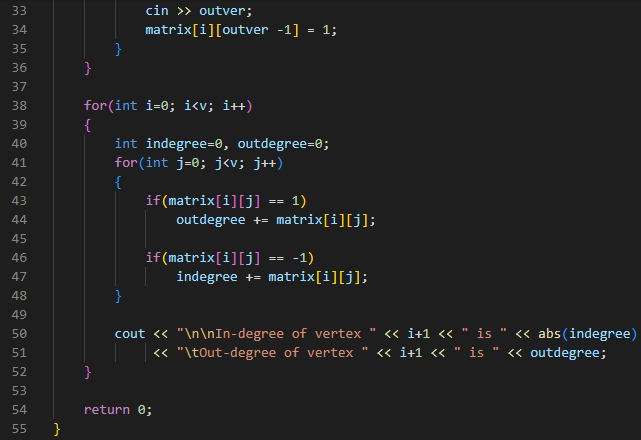 33 cin >> outver;
34 matrix[i][outver -1] = 1;
35 }
36 }
37
38 for(int i=0; i<v; i++)
39 {
40 int indegree=0, outdegree=0;
41 for(int j=0; j<v; j++)
42 {
43 if(matrix[i][j] == 1)
44 outdegree += matrix[i][j];
45
46 if(matrix[i][j] == -1)
47 indegree += matrix[i][j];
48 }
49
50 cout << "\n\nIn-degree of vertex " << i+1 << " is " << abs(indegree)
51 << "\tOut-degree of vertex " << i+1 << " is " << outdegree;
52 }
53
54 return 0;
55 }